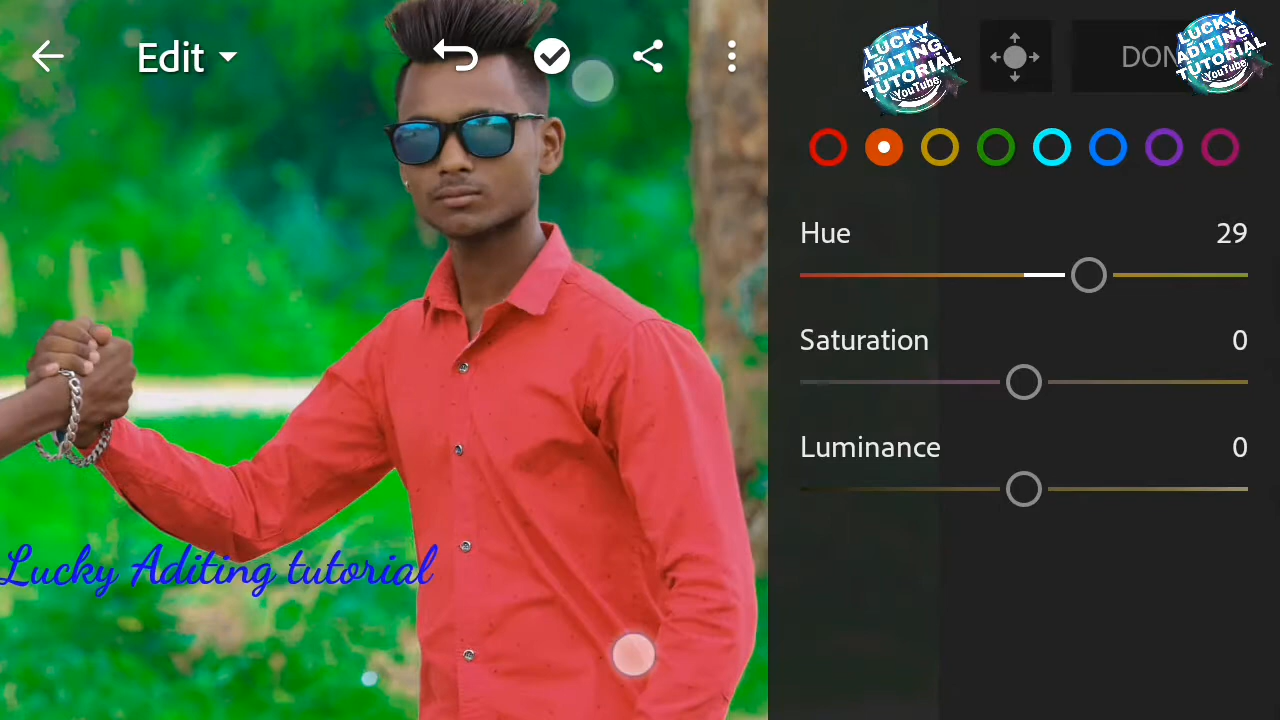 Edit
LUCKY
ADITING
TUTORIAL
YouTube
DON
LUCKY
ADITING
TUTORIAL
YouTube
Hue 29
Saturation 0
Luminance 0
Lucky Aditing tutorial